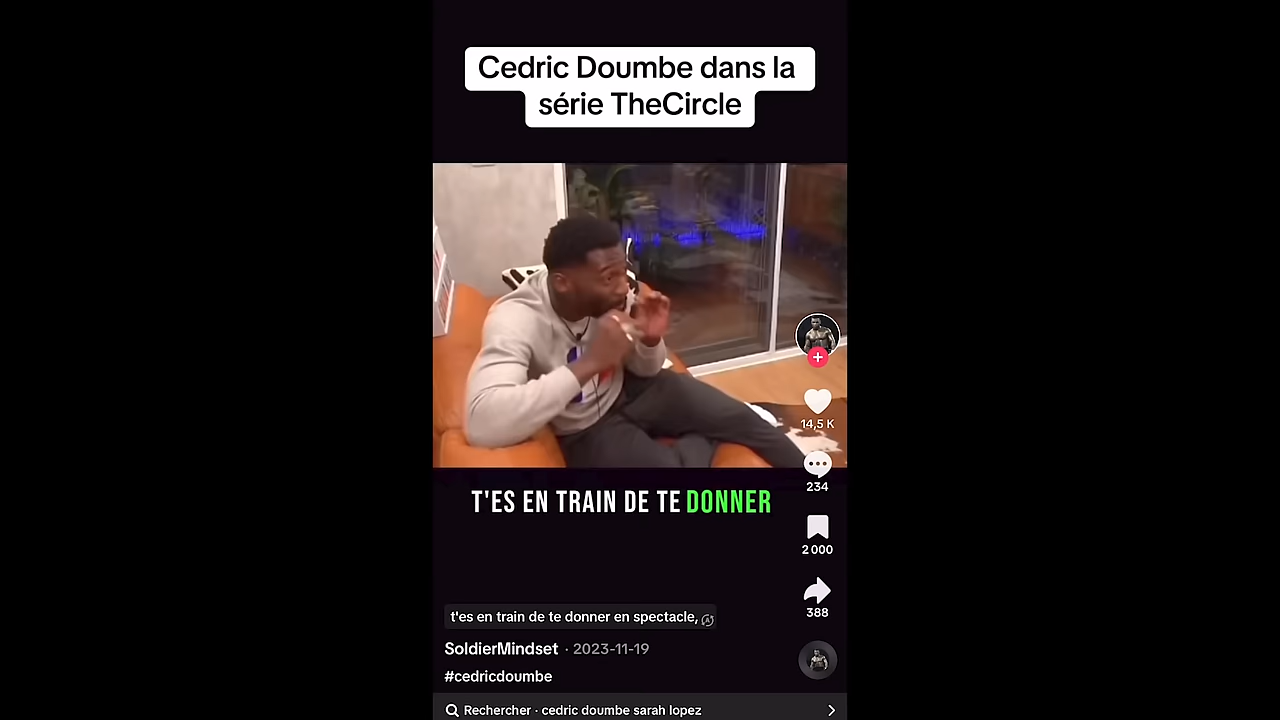 Cedric Doumbe dans la
série TheCircle
14,5 K
234
T'ES EN TRAIN DE TE DONNER
2 000
388
t'es en train de te donner en spectacle,
SoldierMindset · 2023-11-19
#cedricdoumbe
Rechercher · cedric doumbe sarah lopez